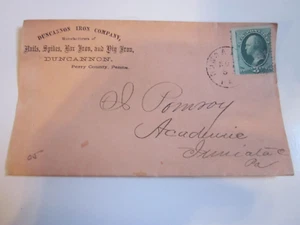 DUNCANNON IRON COMPANY,
Manufacturers of
Nails, Spikes, Bar Iron, and Pig Iron,
DUNCANNON,
Perry County, Penna.
Pomroy
Academia
Juniata
Pa